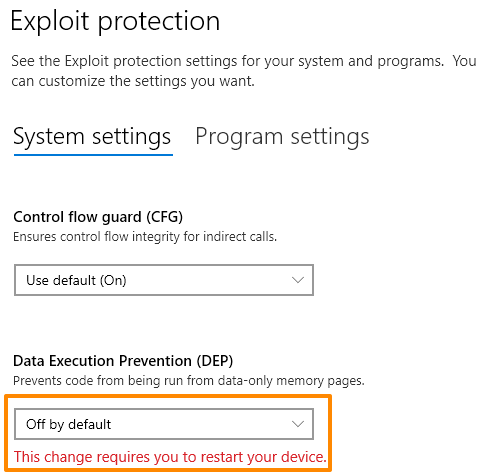 Exploit protection
See the Exploit protection settings for your system and programs.  You
can customize the settings you want.
System settings
Program settings
Control flow guard (CFG)
Ensures control flow integrity for indirect calls.
Use default (On)
Data Execution Prevention (DEP)
Prevents code from being run from data-only memory pages.
Off by default
This change requires you to restart your device.